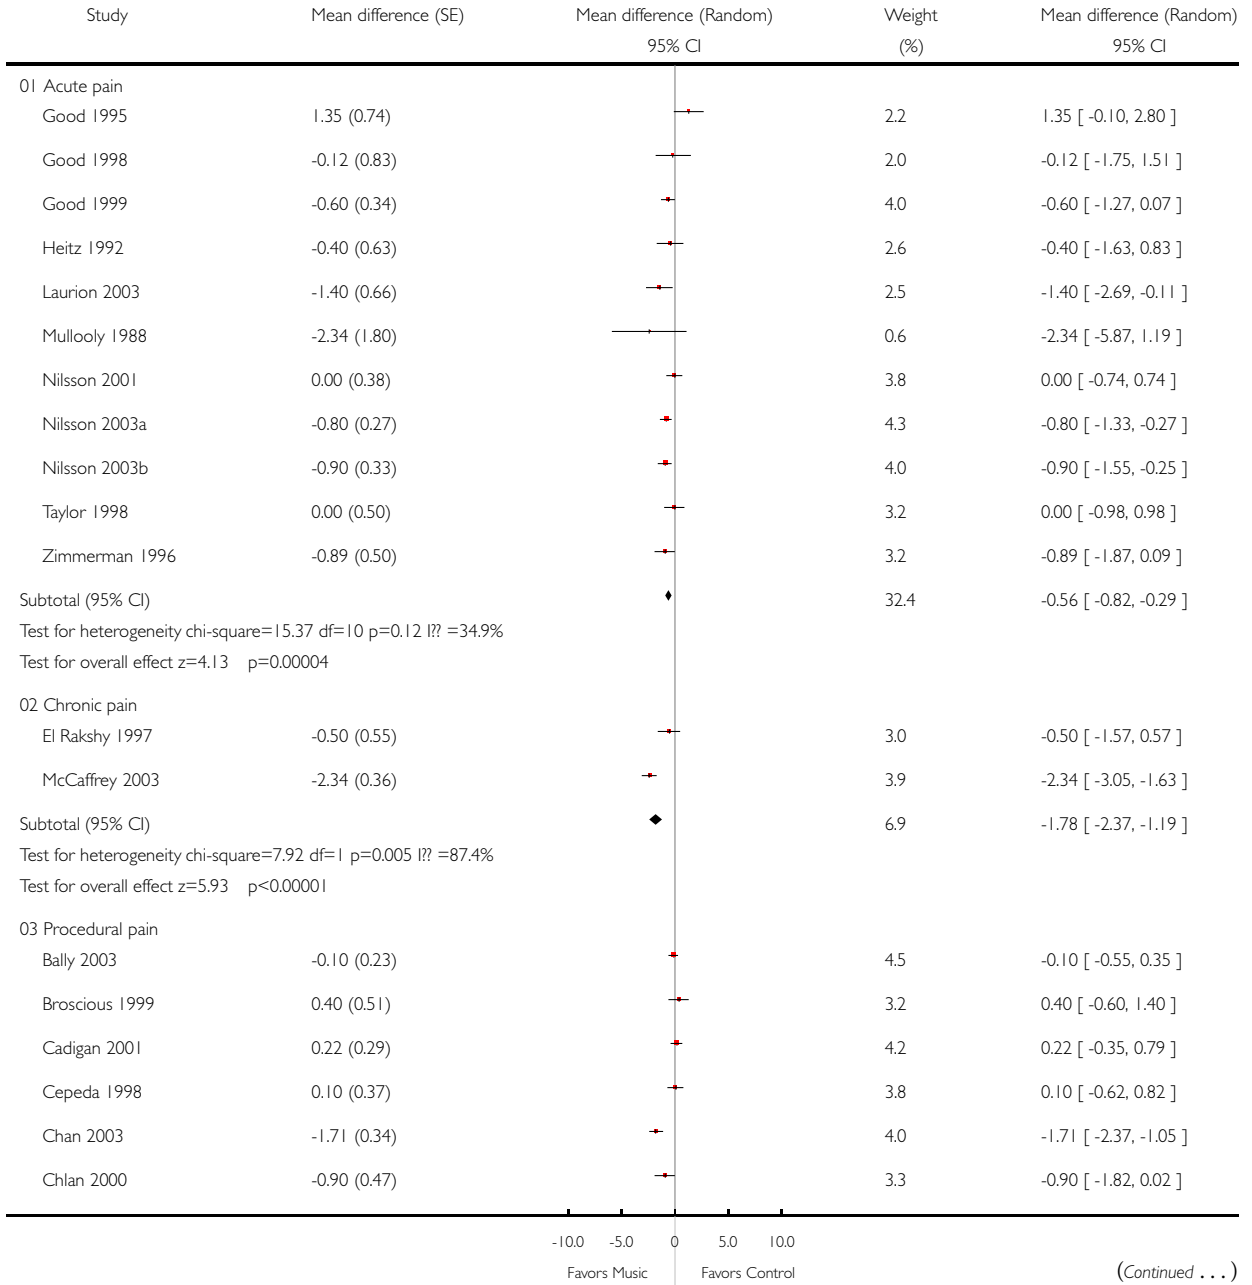 Study Mean difference (SE) Mean difference (Random) Weight Mean difference (Random)
95% CI (%) 95% CI
01 Acute pain
Good 1995 1.35 (0.74) 2.2 1.35 [ -0.10, 2.80 ]
Good 1998 -0.12 (0.83) 2.0 -0.12 [ -1.75, 1.51 ]
Good 1999 -0.60 (0.34) 4.0 -0.60 [ -1.27, 0.07 ]
Heitz 1992 -0.40 (0.63) 2.6 -0.40 [ -1.63, 0.83 ]
Laurion 2003 -1.40 (0.66) 2.5 -1.40 [ -2.69, -0.11 ]
Mullooly 1988 -2.34 (1.80) 0.6 -2.34 [ -5.87, 1.19 ]
Nilsson 2001 0.00 (0.38) 3.8 0.00 [ -0.74, 0.74 ]
Nilsson 2003a -0.80 (0.27) 4.3 -0.80 [ -1.33, -0.27 ]
Nilsson 2003b -0.90 (0.33) 4.0 -0.90 [ -1.55, -0.25 ]
Taylor 1998 0.00 (0.50) 3.2 0.00 [ -0.98, 0.98 ]
Zimmerman 1996 -0.89 (0.50) 3.2 -0.89 [ -1.87, 0.09 ]
Subtotal (95% CI) 32.4 -0.56 [ -0.82, -0.29 ]
Test for heterogeneity chi-square=15.37 df=10 p=0.12 I?? =34.9%
Test for overall effect z=4.13 p=0.00004
02 Chronic pain
El Rakshy 1997 -0.50 (0.55) 3.0 -0.50 [ -1.57, 0.57 ]
McCaffrey 2003 -2.34 (0.36) 3.9 -2.34 [ -3.05, -1.63 ]
Subtotal (95% CI) 6.9 -1.78 [ -2.37, -1.19 ]
Test for heterogeneity chi-square=7.92 df=1 p=0.005 I?? =87.4%
Test for overall effect z=5.93 p<0.00001
03 Procedural pain
Bally 2003 -0.10 (0.23) 4.5 -0.10 [ -0.55, 0.35 ]
Broscious 1999 0.40 (0.51) 3.2 0.40 [ -0.60, 1.40 ]
Cadigan 2001 0.22 (0.29) 4.2 0.22 [ -0.35, 0.79 ]
Cepeda 1998 0.10 (0.37) 3.8 0.10 [ -0.62, 0.82 ]
Chan 2003 -1.71 (0.34) 4.0 -1.71 [ -2.37, -1.05 ]
Chlan 2000 -0.90 (0.47) 3.3 -0.90 [ -1.82, 0.02 ]
-10.0 -5.0 0 5.0 10.0
Favors Music Favors Control (Continued . . . )